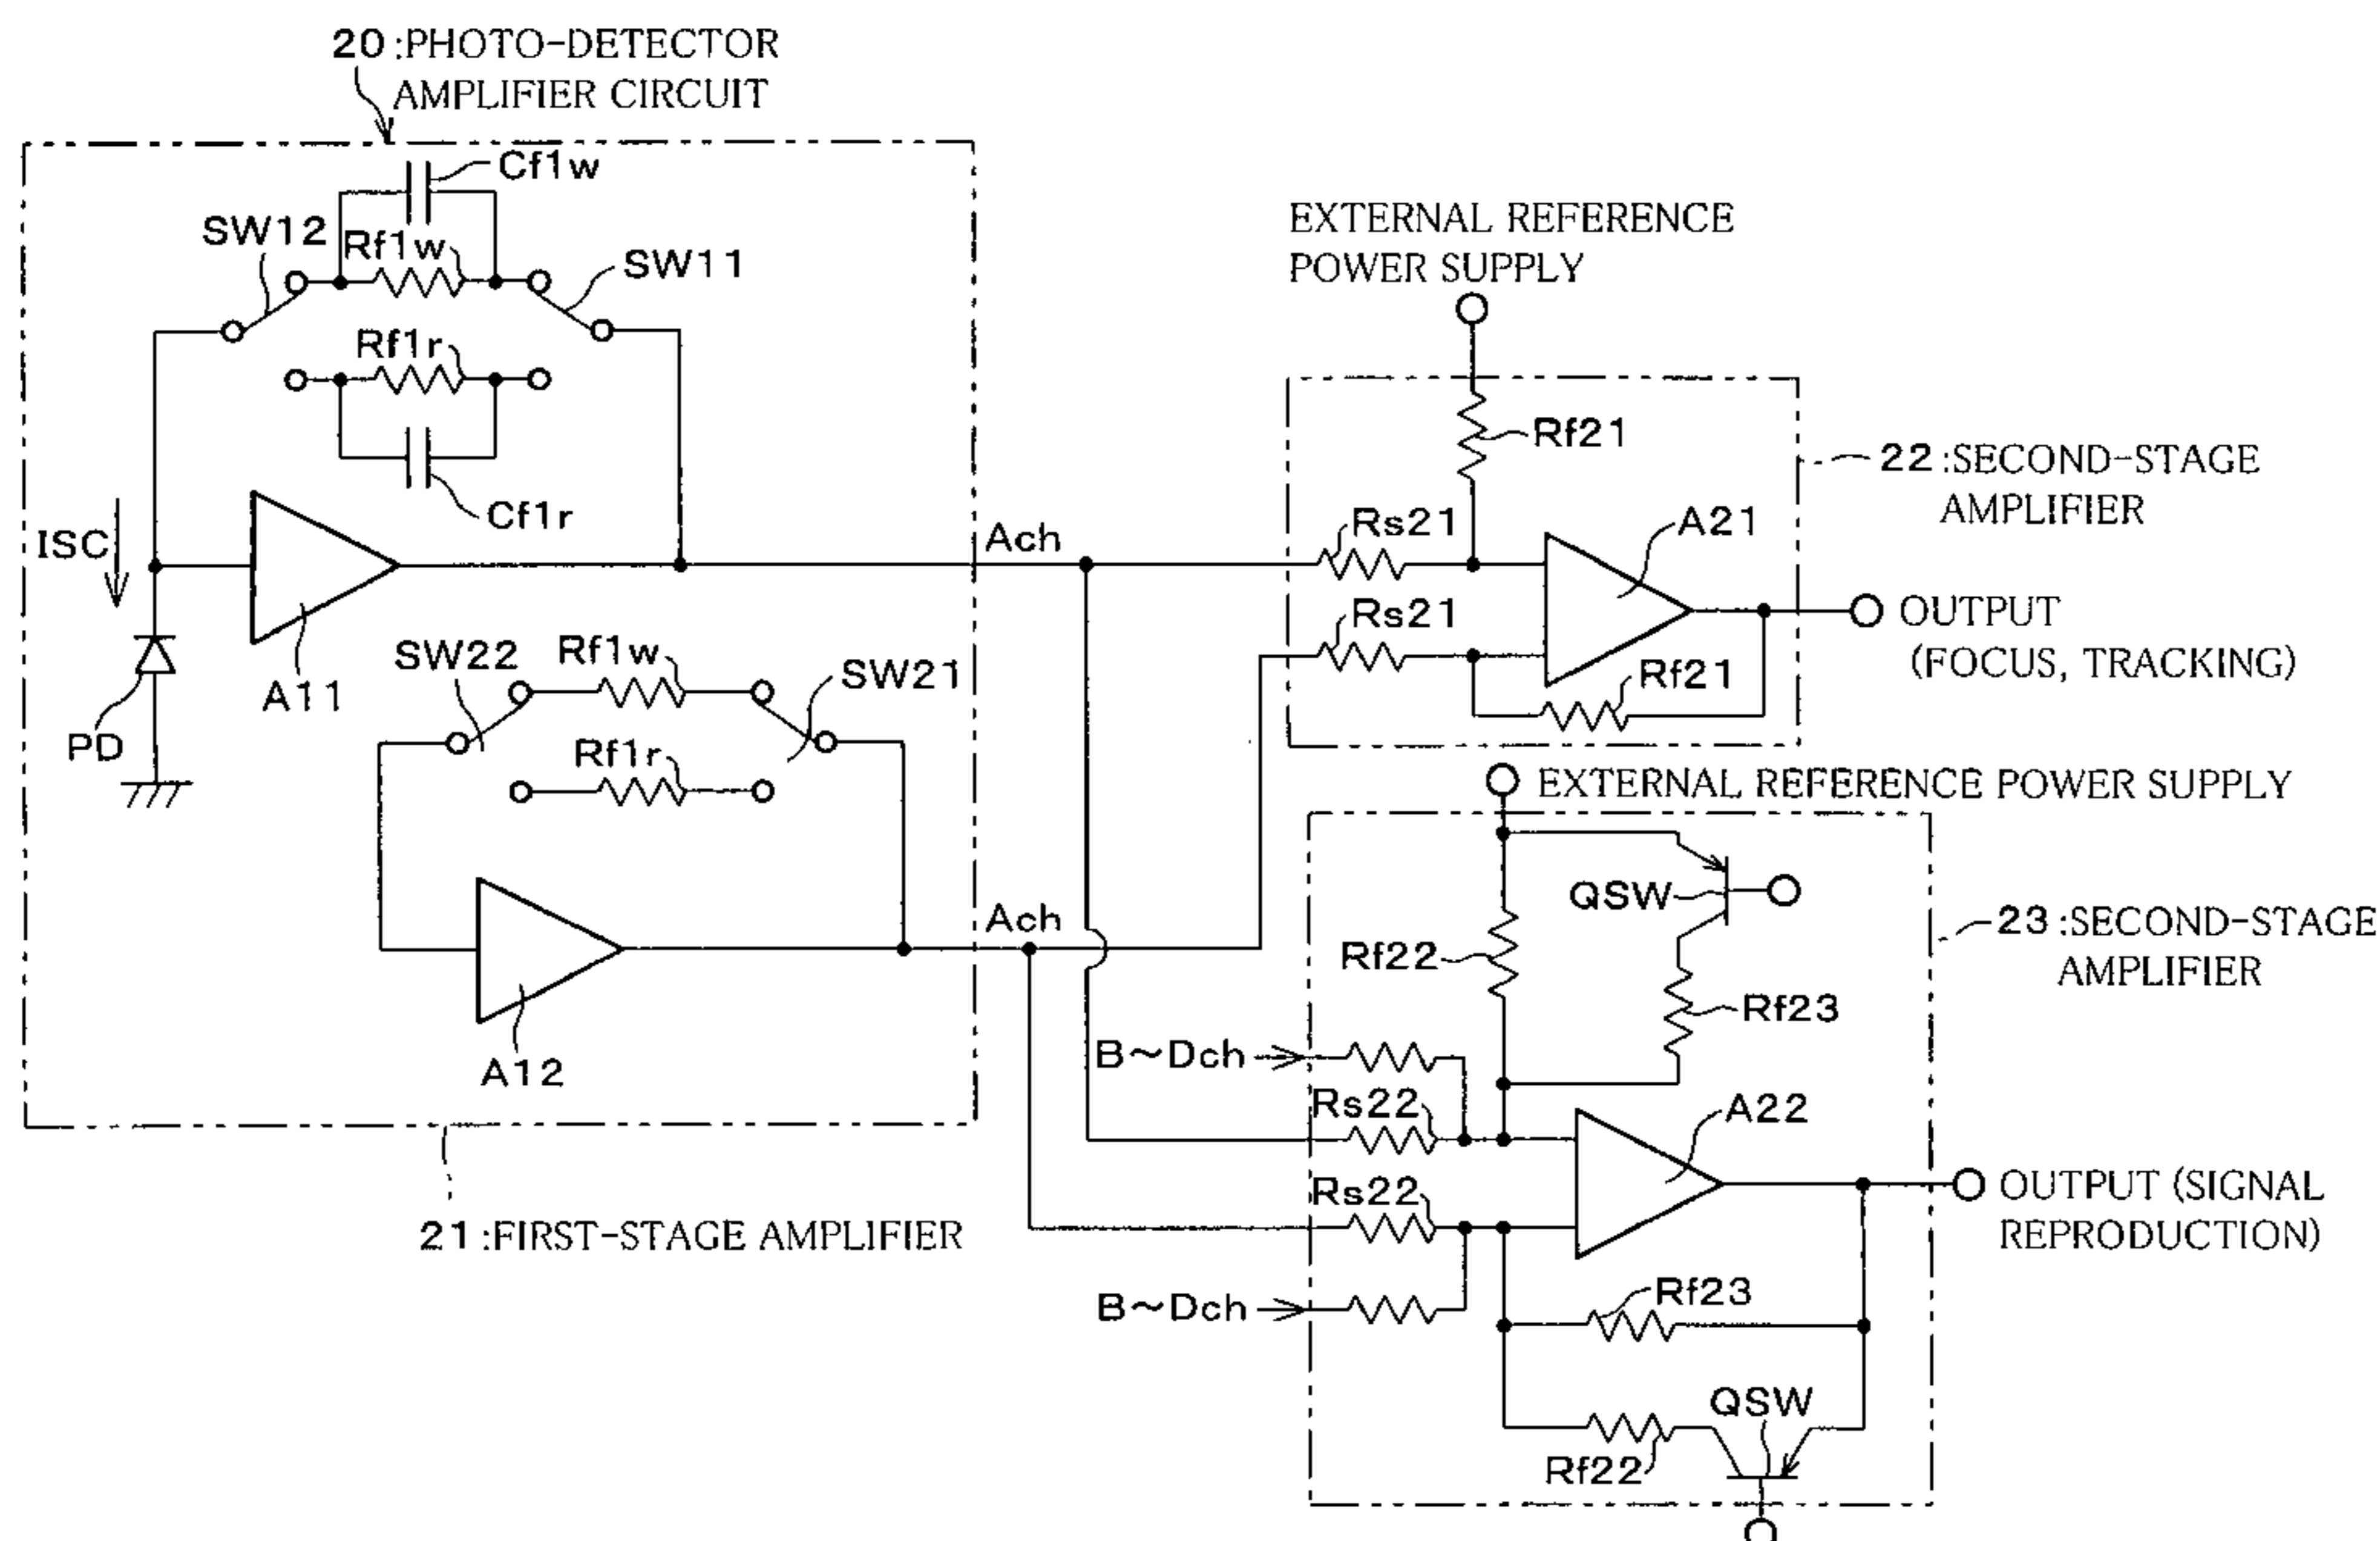 20:PHOTO-DETECTOR
AMPLIFIER CIRCUIT
Cf1w
SW12
Rf1w
SW11
Rf1r
Cf1r
ISC
A11
PD
SW22
Rf1w
SW21
Rf1r
A12
21:FIRST-STAGE AMPLIFIER
Ach
Ach
EXTERNAL REFERENCE
POWER SUPPLY
Rf21
22:SECOND-STAGE
AMPLIFIER
Rs21
A21
Rs21
Rf21
OUTPUT
(FOCUS, TRACKING)
EXTERNAL REFERENCE POWER SUPPLY
QSW
Rf22
23:SECOND-STAGE
AMPLIFIER
Rf23
B~Dch
Rs22
A22
Rs22
OUTPUT (SIGNAL
REPRODUCTION)
B~Dch
Rf23
QSW
Rf22